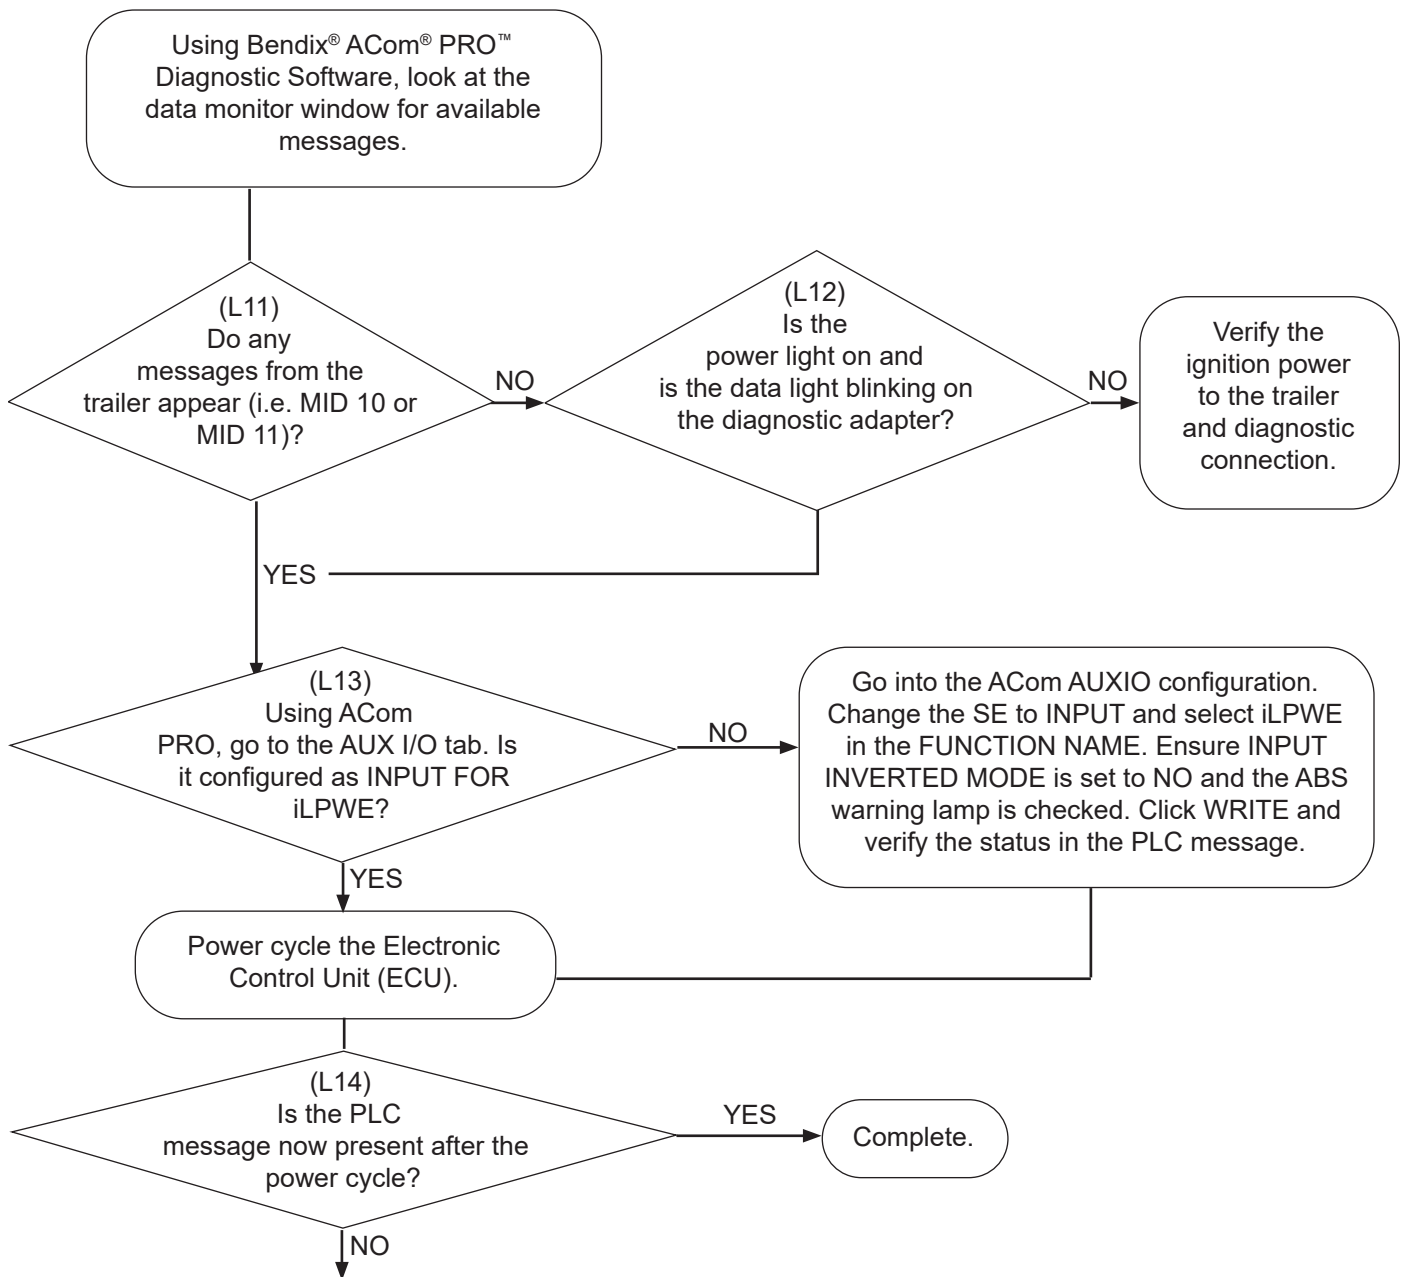 Using Bendix® ACom® PRO™
Diagnostic Software, look at the
data monitor window for available
messages.
(L11)
Do any
messages from the
trailer appear (i.e. MID 10 or
MID 11)?
NO
(L12)
Is the
power light on and
is the data light blinking on
the diagnostic adapter?
NO
Verify the
ignition power
to the trailer
and diagnostic
connection.
YES
(L13)
Using ACom
PRO, go to the AUX I/O tab. Is
it configured as INPUT FOR
iLPWE?
NO
Go into the ACom AUXIO configuration.
Change the SE to INPUT and select iLPWE
in the FUNCTION NAME. Ensure INPUT
INVERTED MODE is set to NO and the ABS
warning lamp is checked. Click WRITE and
verify the status in the PLC message.
YES
Power cycle the Electronic
Control Unit (ECU).
(L14)
Is the PLC
message now present after the
power cycle?
YES
Complete.
NO